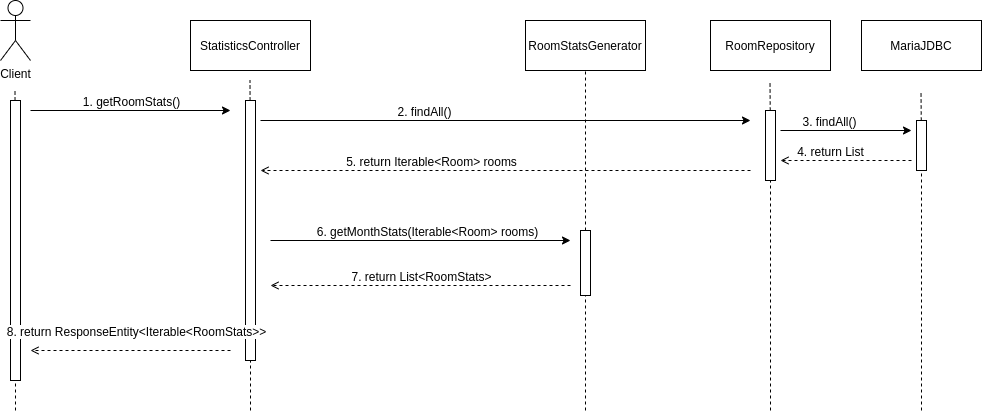 Client
StatisticsController
RoomStatsGenerator
RoomRepository
MariaJDBC
1. getRoomStats()
2. findAll()
3. findAll()
4. return List
5. return Iterable<Room> rooms
6. getMonthStats(Iterable<Room> rooms)
7. return List<RoomStats>
8. return ResponseEntity<Iterable<RoomStats>>